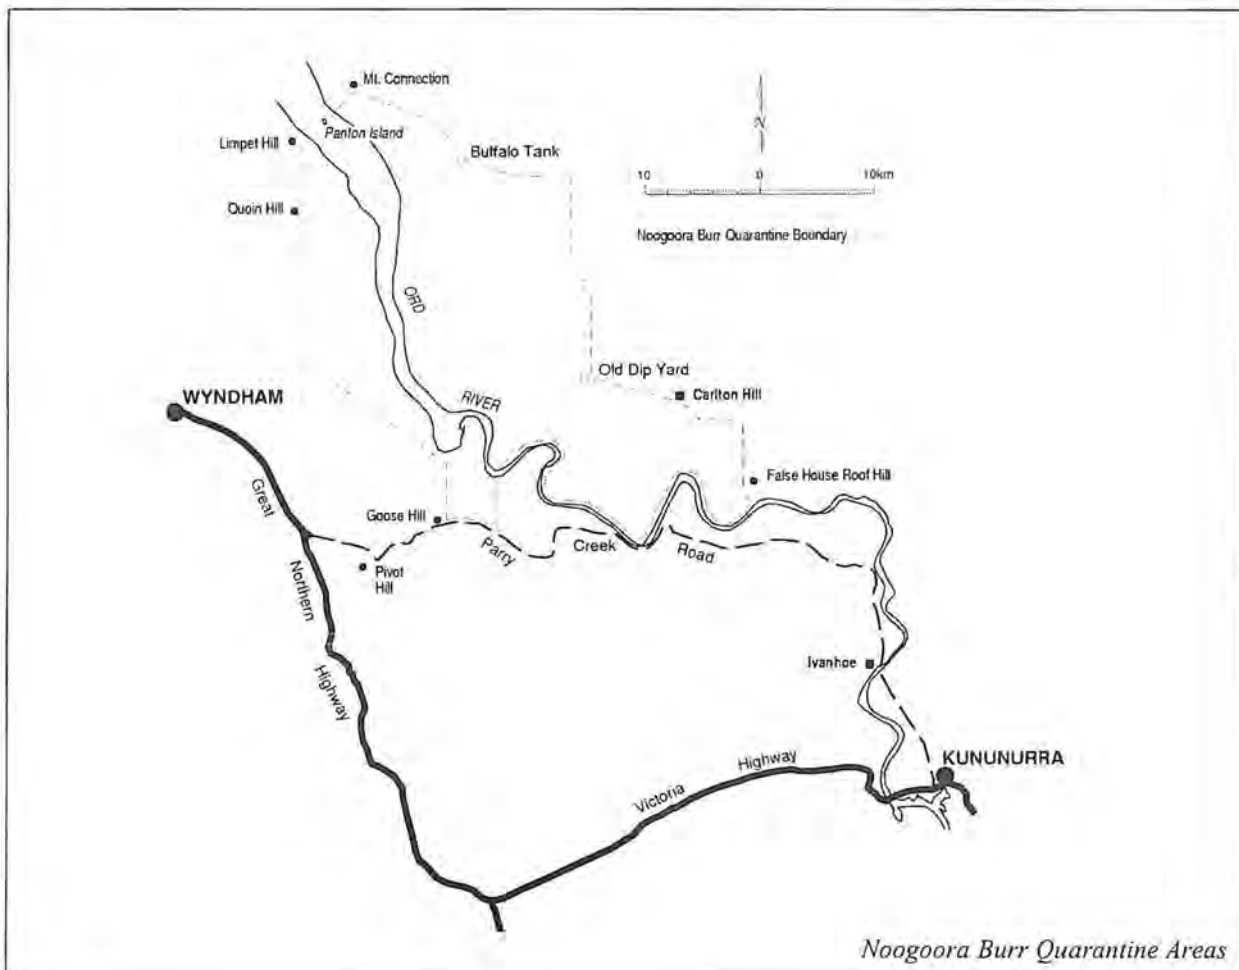 Mt. Connection
Panton Island
Limpet Hill
Buffalo Tank
N
10 0 10km
Quoin Hill
Noogoora Burr Quarantine Boundary
ORD
Old Dip Yard
Carlton Hill
WYNDHAM
RIVER
False House Roof Hill
Great
Goose Hill
Parry
Creek
Road
Pivot
Hill
Northern
Ivanhoe
Highway
KUNUNURRA
Highway
Victoria
Noogoora Burr Quarantine Areas